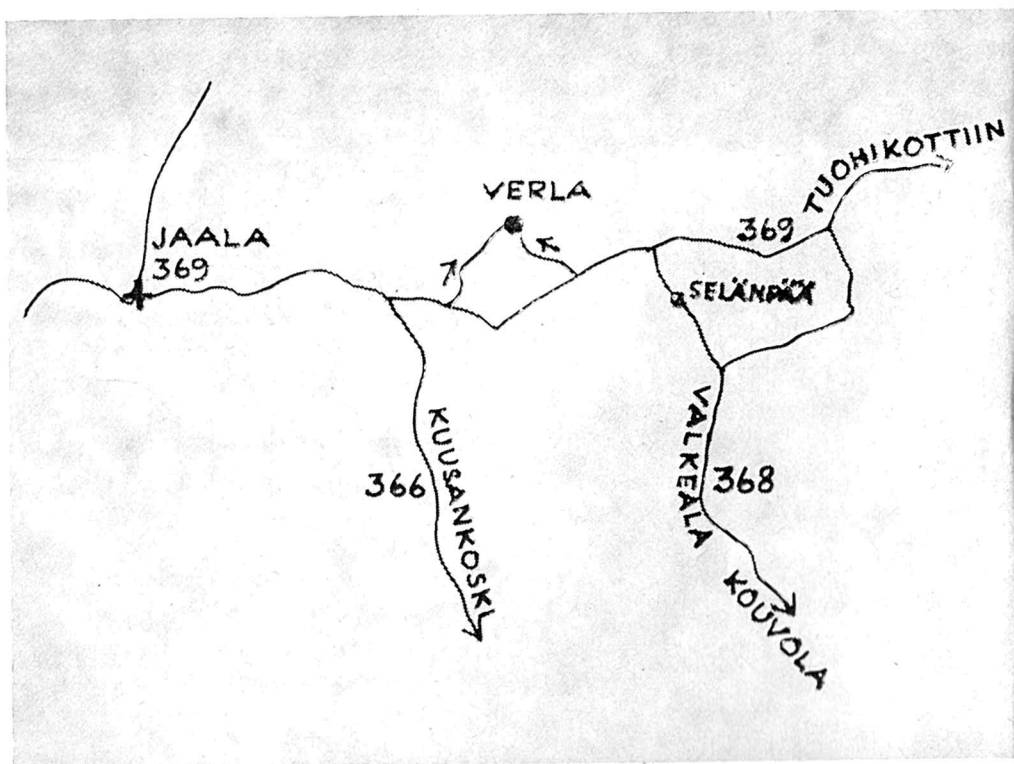 TUOHIKOTTIIN
VERLA
369
JAALA
369
SELÄNPÄÄ
VALKEALA
KUUSANKOSKI
366
368
KOUVOLA